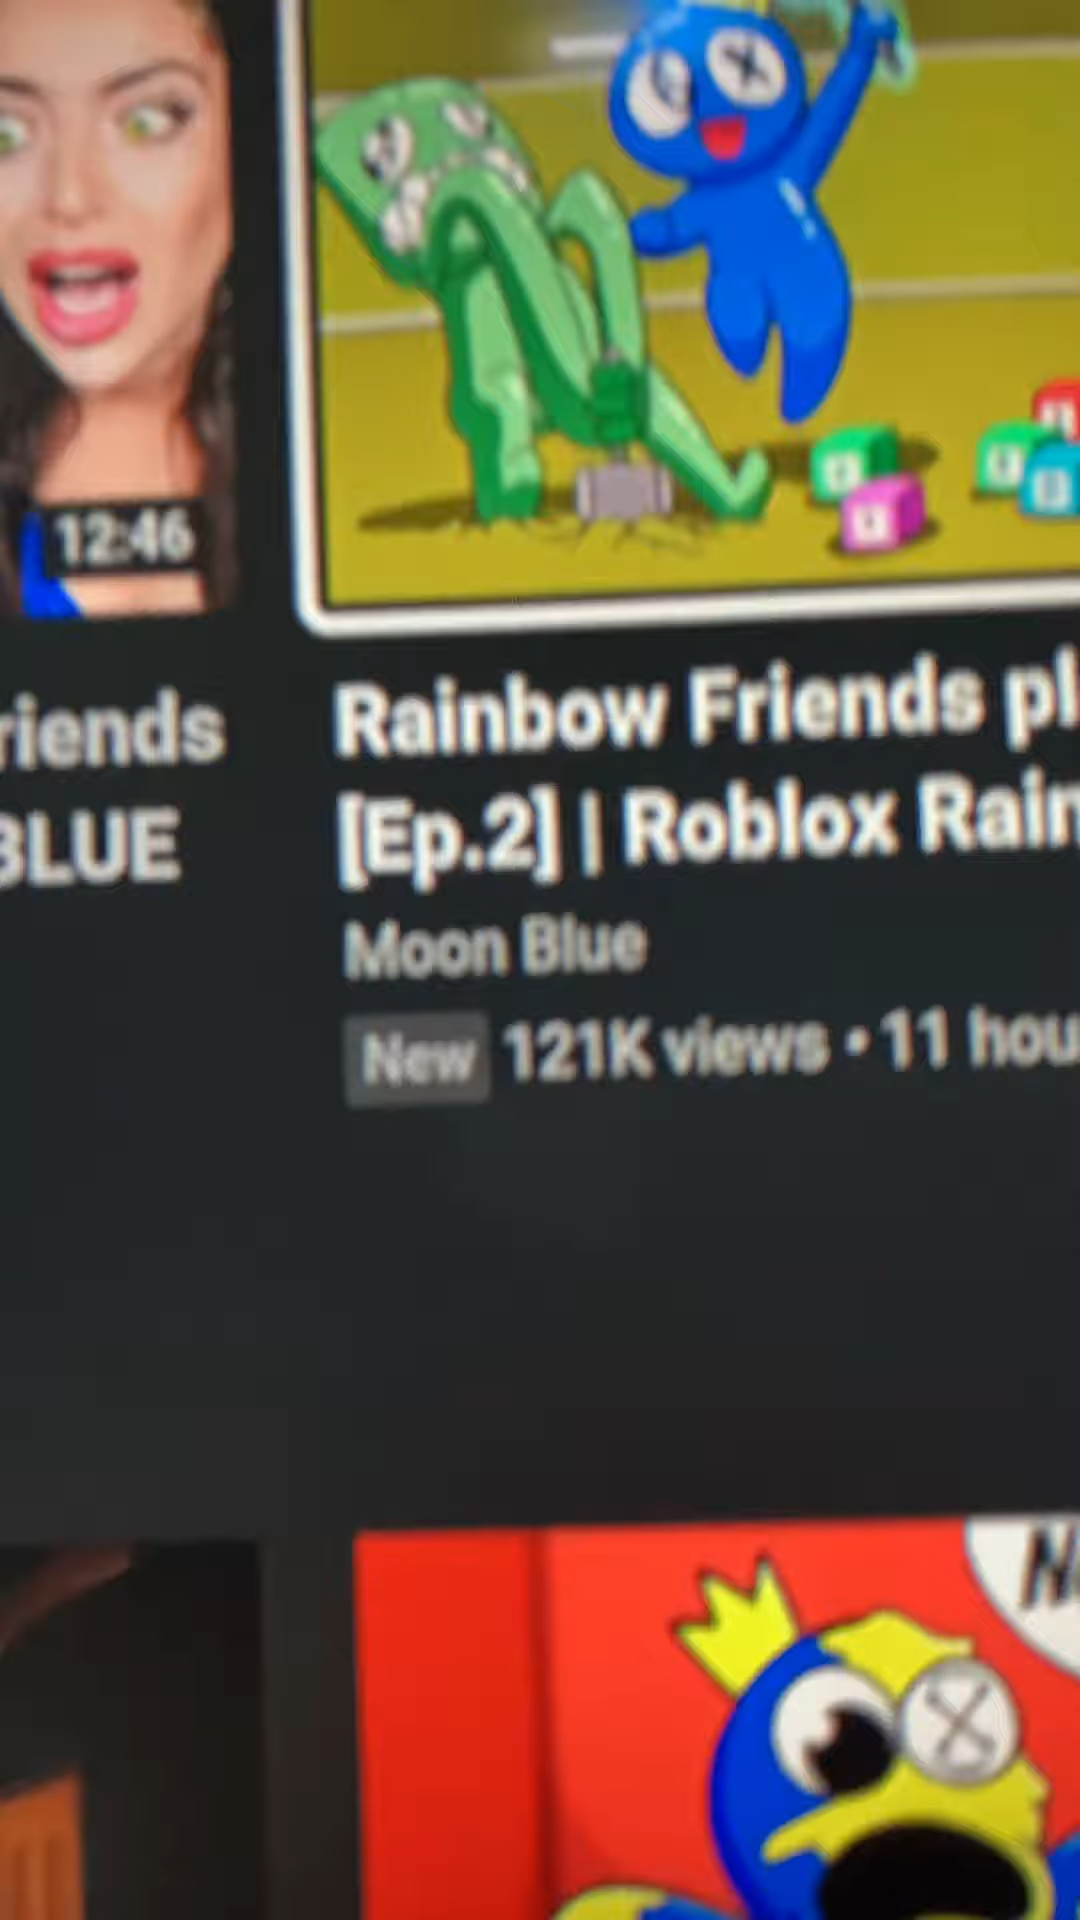 12:46
riends
BLUE
Rainbow Friends pl
[Ep.2] | Roblox Rain
Moon Blue
New 121K views • 11 hou